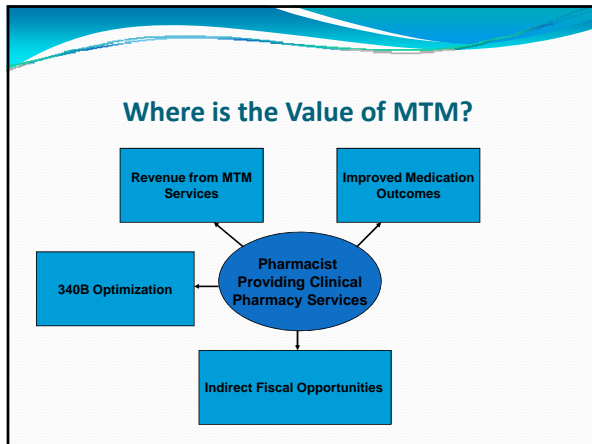 Where is the Value of MTM?
Revenue from MTM
Services
Improved Medication
Outcomes
Pharmacist
Providing Clinical
Pharmacy Services
340B Optimization
Indirect Fiscal Opportunities